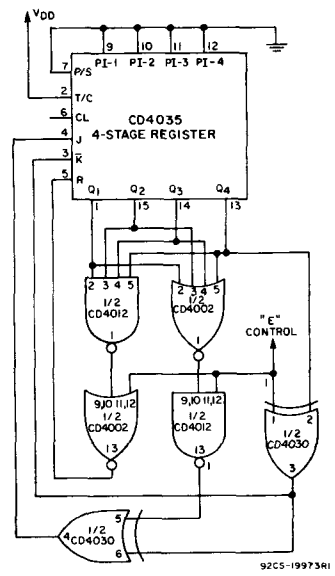 VDD
9 10 11 12
PI-1 PI-2 PI-3 PI-4
7 P/S
2 T/C
CD4035
6 CL
4-STAGE REGISTER
4 J
3 K
5 R
Q1 Q2 Q3 Q4
1 15 14 13
2 3 4 5
1/2
CD4012
1
2 3 4 5
1/2
CD4002
1
"E"
CONTROL
1
9,10 11,12
1/2
CD4002
13
9,10 11,12
1/2
CD4012
13
1
1 2
1/2
CD4030
3
4
1/2
CD4030
5
6
92CS-19973RI